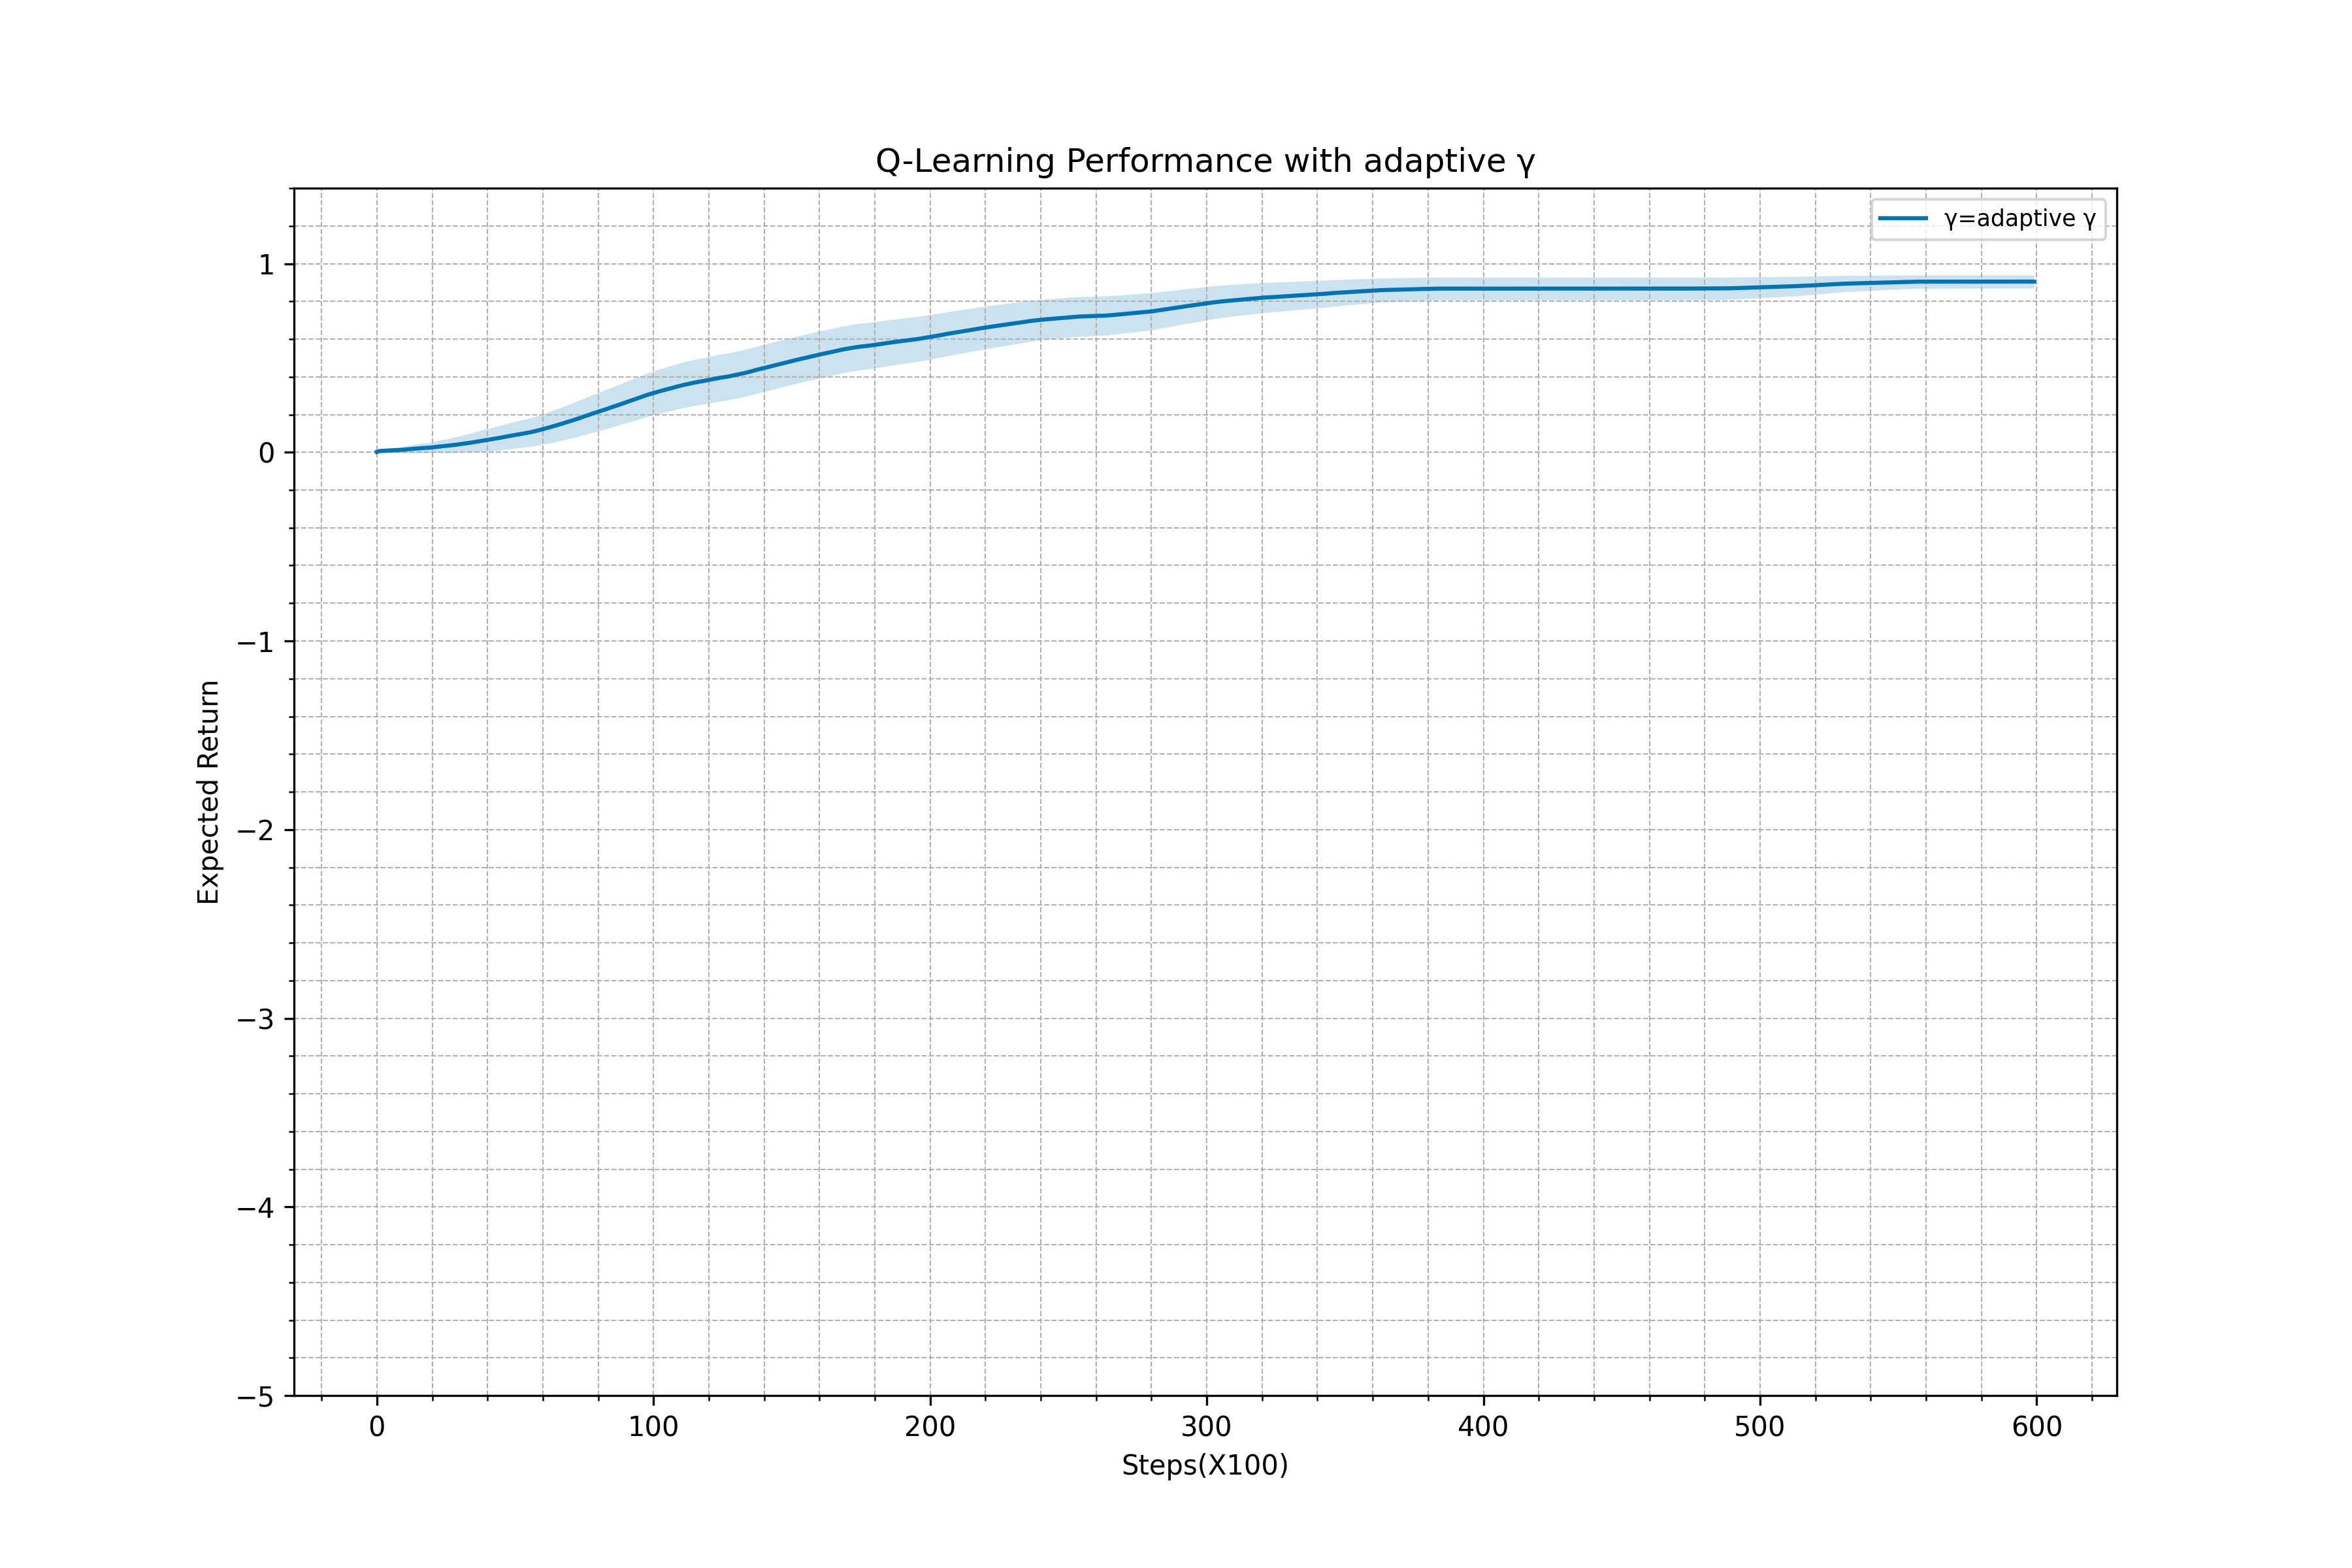 Q-Learning Performance with adaptive γ
γ=adaptive γ
1
0
−1
−2
−3
−4
−5
Expected Return
0 100 200 300 400 500 600
Steps(X100)